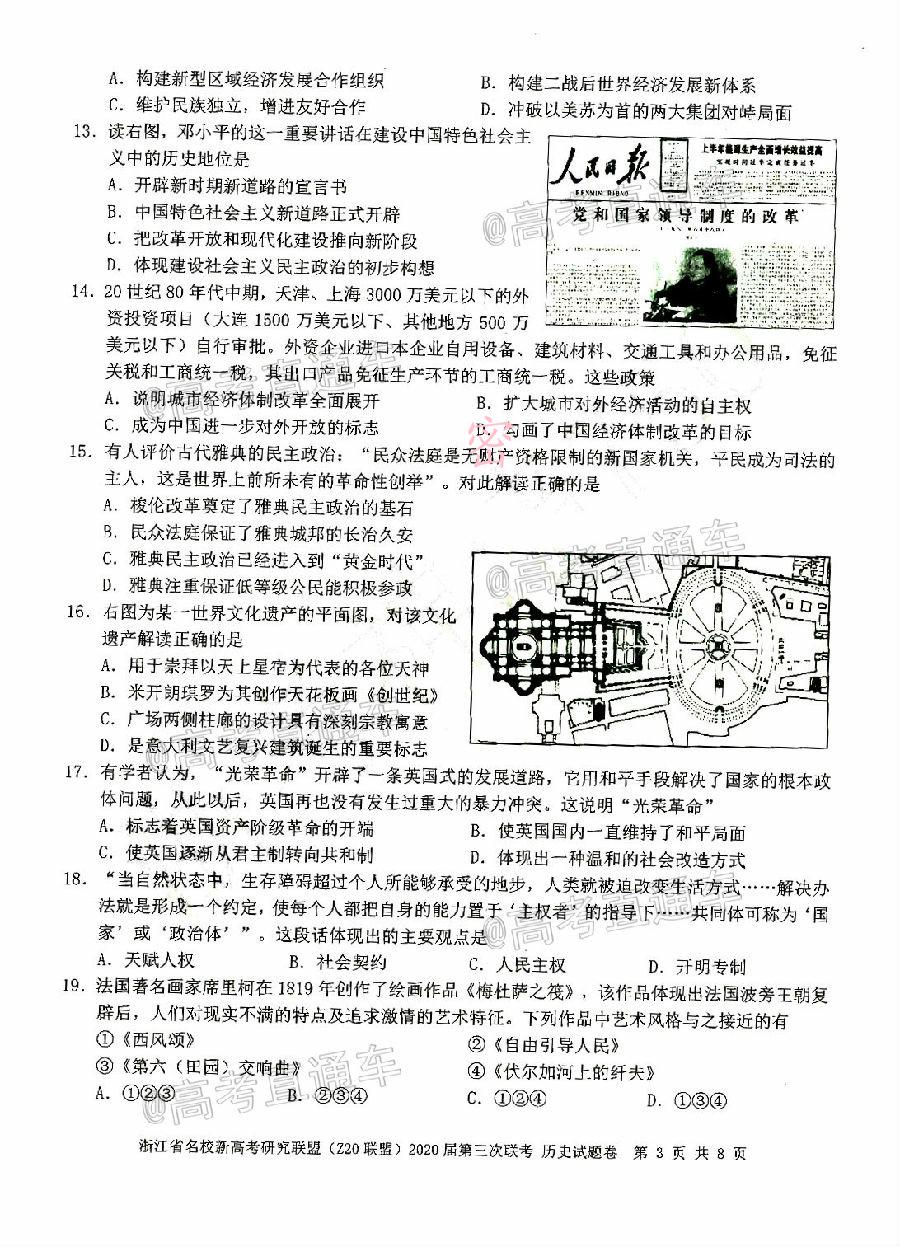 A. 构建新型区域经济发展合作组织 B. 构建二战后世界经济发展新体系
C. 维护民族独立，增进友好合作 D. 冲破以美苏为首的两大集团对峙局面
13. 读右图，邓小平的这一重要讲话在建设中国特色社会主
义中的历史地位是
A. 开辟新时期新道路的宣言书
B. 中国特色社会主义新道路正式开辟
C. 把改革开放和现代化建设推向新阶段
D. 体现建设社会主义民主政治的初步构想
人民日报
RENMIN RIBAO
上半年能源生产全面增长效益提高
党和国家领导制度的改革
14. 20 世纪 80 年代中期，天津、上海 3000 万美元以下的外
资投资项目（大连 1500 万美元以下、其他地方 500 万
美元以下）自行审批。外资企业进口本企业自用设备、建筑材料、交通工具和办公用品，免征
关税和工商统一税，其出口产品免征生产环节的工商统一税。这些政策
A. 说明城市经济体制改革全面展开 B. 扩大城市对外经济活动的自主权
C. 成为中国进一步对外开放的标志 D. 勾画了中国经济体制改革的目标
密
15. 有人评价古代雅典的民主政治：“民众法庭是无财产资格限制的新国家机关，平民成为司法的
主人，这是世界上前所未有的革命性创举”。对此解读正确的是
A. 梭伦改革奠定了雅典民主政治的基石
B. 民众法庭保证了雅典城邦的长治久安
C. 雅典民主政治已经进入到“黄金时代”
D. 雅典注重保证低等级公民能积极参政
16. 右图为某一世界文化遗产的平面图，对该文化
遗产解读正确的是
A. 用于崇拜以天上星宿为代表的各位天神
B. 米开朗琪罗为其创作天花板画《创世纪》
C. 广场两侧柱廊的设计具有深刻宗教寓意
D. 是意大利文艺复兴建筑诞生的重要标志
17. 有学者认为，“光荣革命”开辟了一条英国式的发展道路，它用和平手段解决了国家的根本政
体问题，从此以后，英国再也没有发生过重大的暴力冲突。这说明“光荣革命”
A. 标志着英国资产阶级革命的开端 B. 使英国国内一直维持了和平局面
C. 使英国逐渐从君主制转向共和制 D. 体现出一种温和的社会改造方式
18. “当自然状态中，生存障碍超过个人所能够承受的地步，人类就被迫改变生活方式……解决办
法就是形成一个约定，使每个人都把自身的能力置于‘主权者’的指导下……共同体可称为‘国
家’或‘政治体’”。这段话体现出的主要观点是
A. 天赋人权 B. 社会契约 C. 人民主权 D. 开明专制
19. 法国著名画家席里柯在 1819 年创作了绘画作品《梅杜萨之筏》，该作品体现出法国波旁王朝复
辟后，人们对现实不满的特点及追求激情的艺术特征。下列作品中艺术风格与之接近的有
①《西风颂》 ②《自由引导人民》
③《第六（田园）交响曲》 ④《伏尔加河上的纤夫》
A. ①②③ B. ②③④ C. ①②④ D. ①③④
浙江省名校新高考研究联盟（Z20 联盟）2020 届第三次联考 历史试题卷 第 3 页 共 8 页
@高考直通车
@高考直通车
@高考直通车
@高考直通车
@高考直通车
@高考直通车